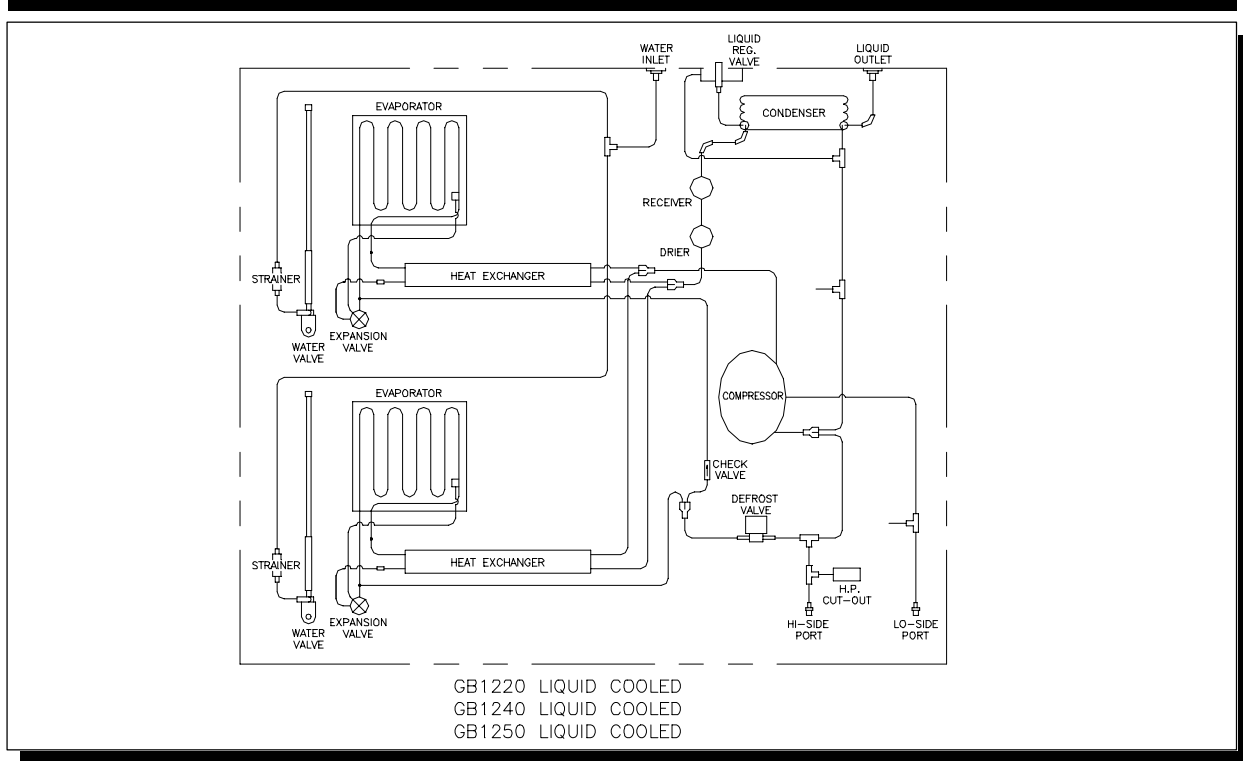 WATER
INLET
LIQUID
REG.
VALVE
LIQUID
OUTLET
EVAPORATOR
CONDENSER
RECEIVER
DRIER
STRAINER
HEAT EXCHANGER
EXPANSION
VALVE
WATER
VALVE
EVAPORATOR
COMPRESSOR
CHECK
VALVE
DEFROST
VALVE
STRAINER
HEAT EXCHANGER
H.P.
CUT-OUT
EXPANSION
VALVE
WATER
VALVE
HI-SIDE
PORT
LO-SIDE
PORT
GB1220 LIQUID COOLED
GB1240 LIQUID COOLED
GB1250 LIQUID COOLED